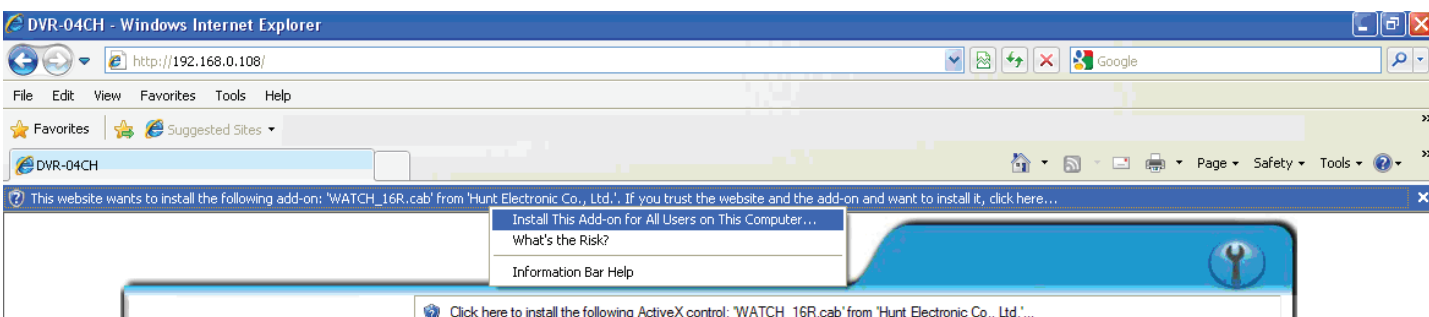 DVR-04CH - Windows Internet Explorer
http://192.168.0.108/
Google
File Edit View Favorites Tools Help
Favorites Suggested Sites
DVR-04CH
Page Safety Tools
This website wants to install the following add-on: 'WATCH_16R.cab' from 'Hunt Electronic Co., Ltd.'. If you trust the website and the add-on and want to install it, click here...
Install This Add-on for All Users on This Computer...
What's the Risk?
Information Bar Help
Click here to install the following ActiveX control: 'WATCH_16R.cab' from 'Hunt Electronic Co., Ltd.'...